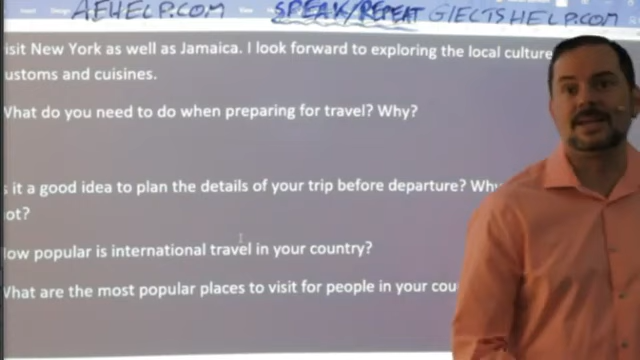 AEHELP.COM SPEAK/REPEAT GIELTSHELP.COM
isit New York as well as Jamaica. I look forward to exploring the local culture
ustoms and cuisines.
What do you need to do when preparing for travel? Why?
s it a good idea to plan the details of your trip before departure? Why
ot?
How popular is international travel in your country?
What are the most popular places to visit for people in your cou